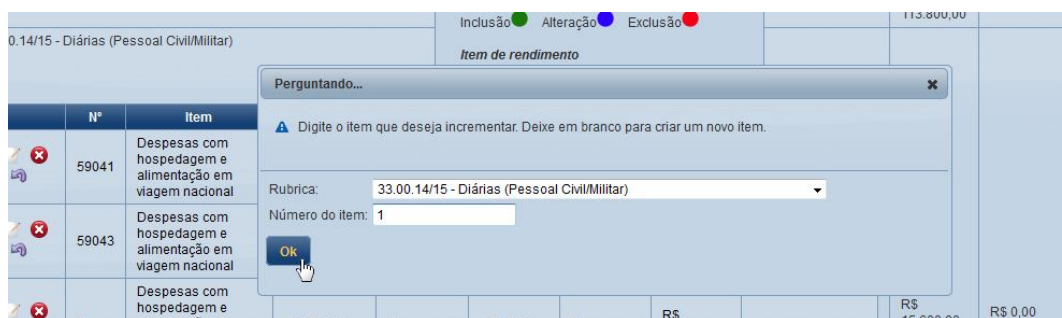 Inclusão Alteração Exclusão
113.800,00
0.14/15 - Diárias (Pessoal Civil/Militar)
Item de rendimento
Perguntando...
Digite o item que deseja incrementar. Deixe em branco para criar um novo item.
Rubrica: 33.00.14/15 - Diárias (Pessoal Civil/Militar)
Número do item: 1
Ok
Nº Item
59041
Despesas com
hospedagem e
alimentação em
viagem nacional
59043
Despesas com
hospedagem e
alimentação em
viagem nacional
Despesas com
hospedagem e
R$
R$
R$ 0,00